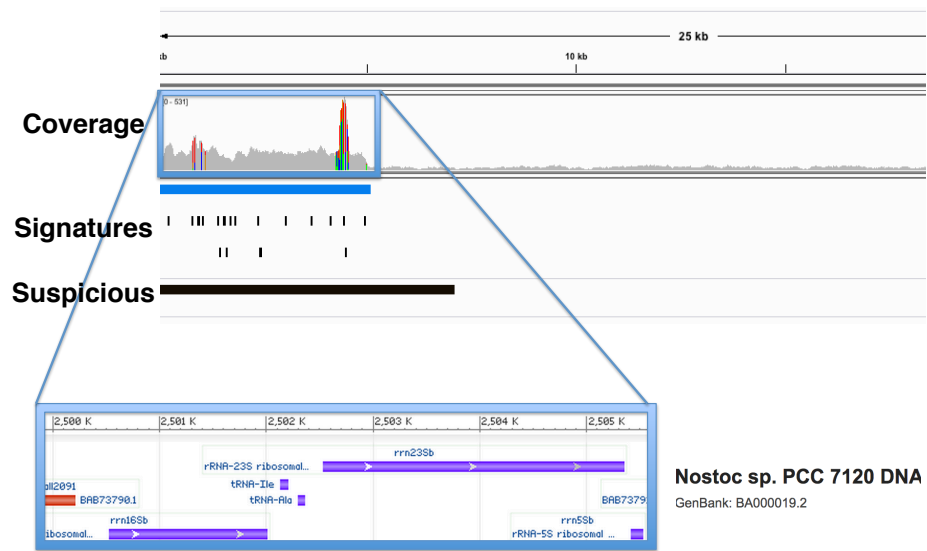 25 kb
kb
10 kb
[0 - 531]
Coverage
Signatures
Suspicious
2,500 K
2,501 K
2,502 K
2,503 K
2,504 K
2,505 K
rrn23Sb
rRNA-23S ribosomal...
all2091
tRNA-Ile
BAB73790.1
tRNA-Ala
BAB7379
rrn16Sb
rrn5Sb
ibosomal...
rRNA-5S ribosomal ...
Nostoc sp. PCC 7120 DNA
GenBank: BA000019.2